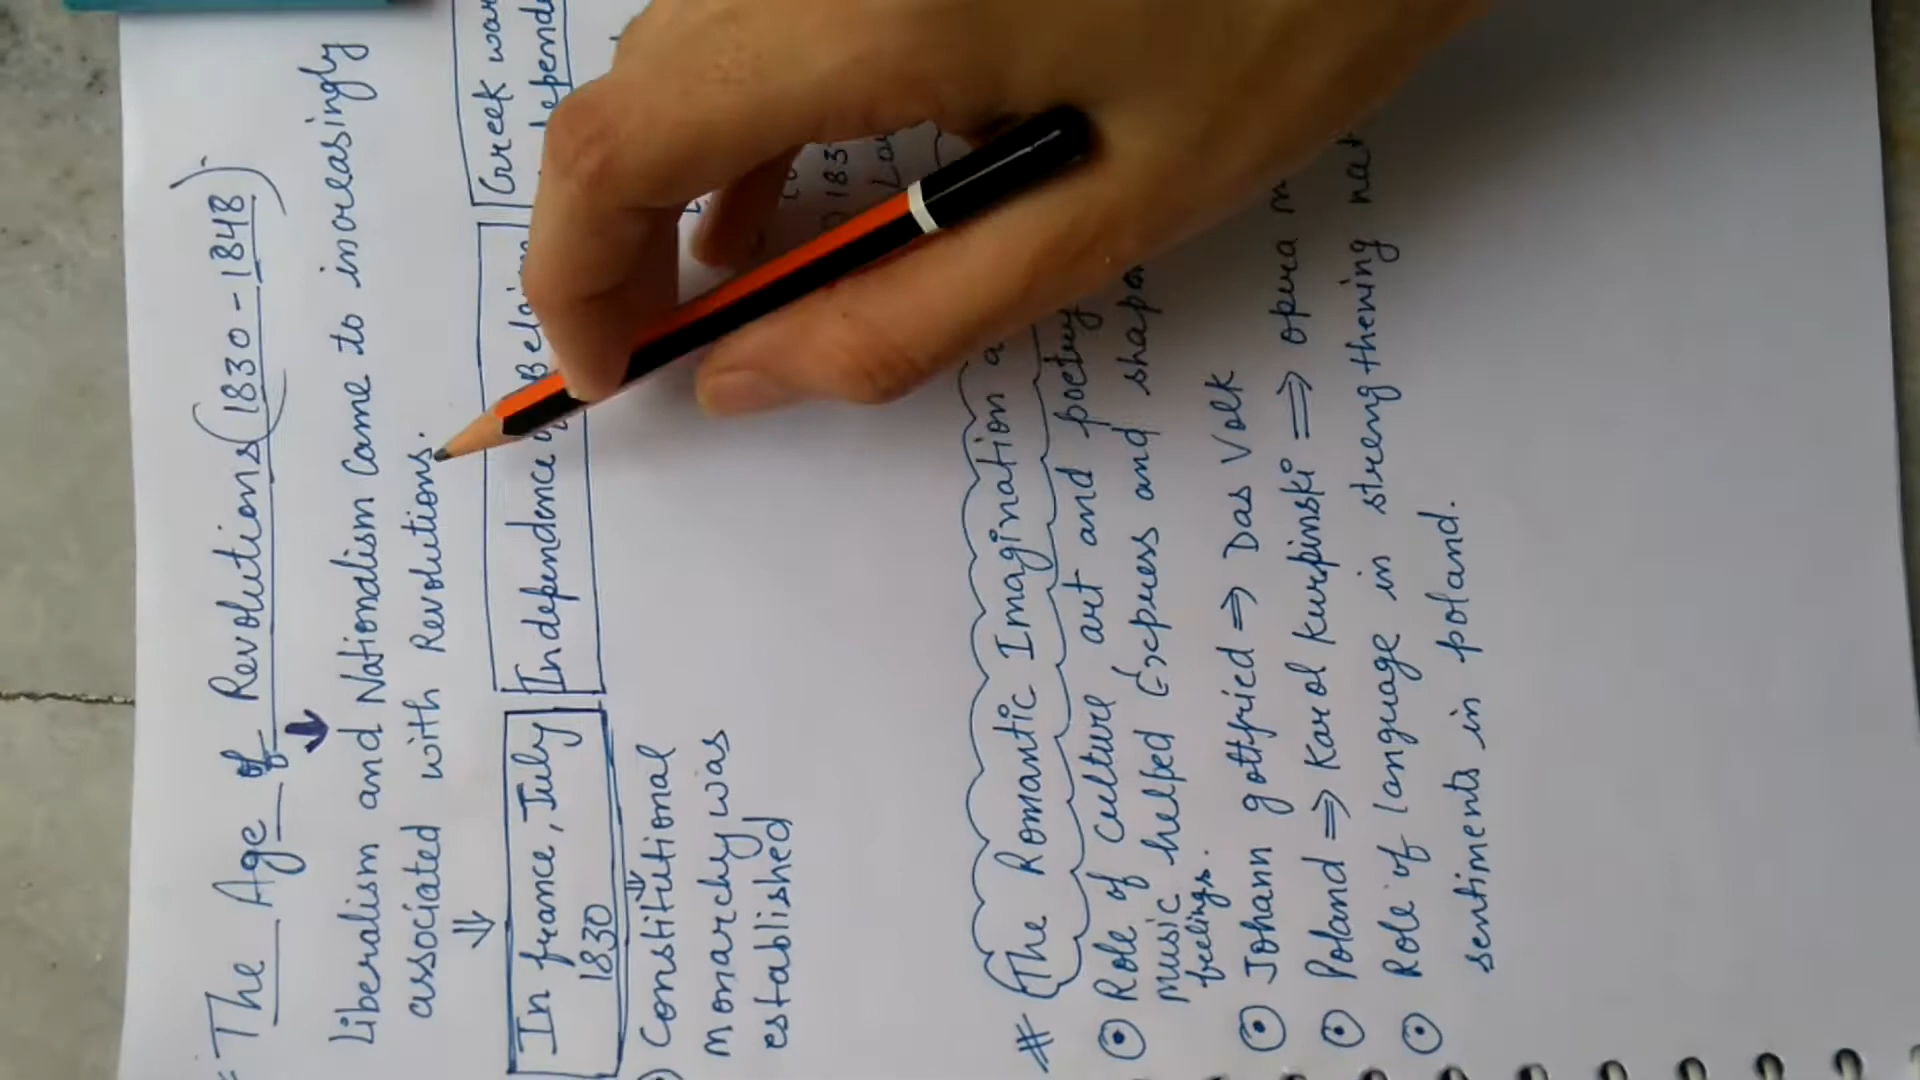 = The Age of Revolutions (1830-1848)
Liberalism and Nationalism Came to increasingly
associated with Revolutions.
In france, July
1830
Independence of
Greek war
Constitutional
Monarchy was
established
# The Romantic Imagination
Role of culture art and poetry
music helped Express and
feelings.
Johann gottfried ⇒ Das Volk
Poland ⇒ Karol Kurpinski ⇒ opera
Role of language in strengthening
sentiments in poland.